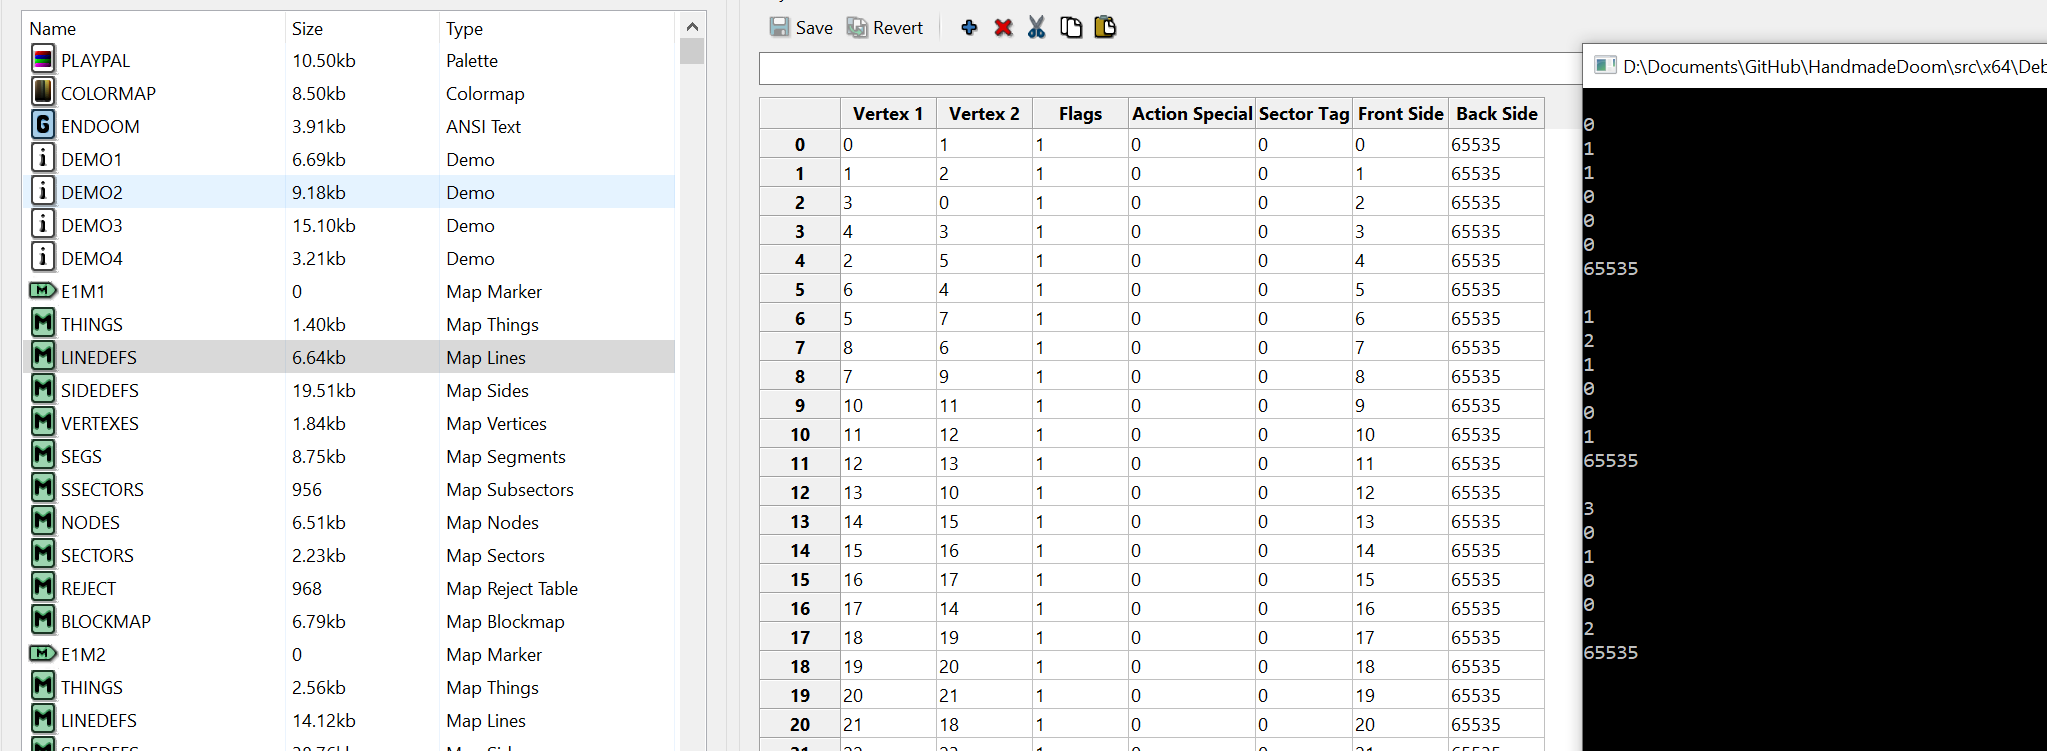 Name Size Type
PLAYPAL 10.50kb Palette
COLORMAP 8.50kb Colormap
ENDOOM 3.91kb ANSI Text
DEMO1 6.69kb Demo
DEMO2 9.18kb Demo
DEMO3 15.10kb Demo
DEMO4 3.21kb Demo
E1M1 0 Map Marker
THINGS 1.40kb Map Things
LINEDEFS 6.64kb Map Lines
SIDEDEFS 19.51kb Map Sides
VERTEXES 1.84kb Map Vertices
SEGS 8.75kb Map Segments
SSECTORS 956 Map Subsectors
NODES 6.51kb Map Nodes
SECTORS 2.23kb Map Sectors
REJECT 968 Map Reject Table
BLOCKMAP 6.79kb Map Blockmap
E1M2 0 Map Marker
THINGS 2.56kb Map Things
LINEDEFS 14.12kb Map Lines
Save Revert
Vertex 1 Vertex 2 Flags Action Special Sector Tag Front Side Back Side
0 0 1 1 0 0 0 65535
1 1 2 1 0 0 1 65535
2 3 0 1 0 0 2 65535
3 4 3 1 0 0 3 65535
4 2 5 1 0 0 4 65535
5 6 4 1 0 0 5 65535
6 5 7 1 0 0 6 65535
7 8 6 1 0 0 7 65535
8 7 9 1 0 0 8 65535
9 10 11 1 0 0 9 65535
10 11 12 1 0 0 10 65535
11 12 13 1 0 0 11 65535
12 13 10 1 0 0 12 65535
13 14 15 1 0 0 13 65535
14 15 16 1 0 0 14 65535
15 16 17 1 0 0 15 65535
16 17 14 1 0 0 16 65535
17 18 19 1 0 0 17 65535
18 19 20 1 0 0 18 65535
19 20 21 1 0 0 19 65535
20 21 18 1 0 0 20 65535
D:\Documents\GitHub\HandmadeDoom\src\x64\Deb
0
1
1
0
0
0
65535
1
2
1
0
0
1
65535
3
0
1
0
0
2
65535